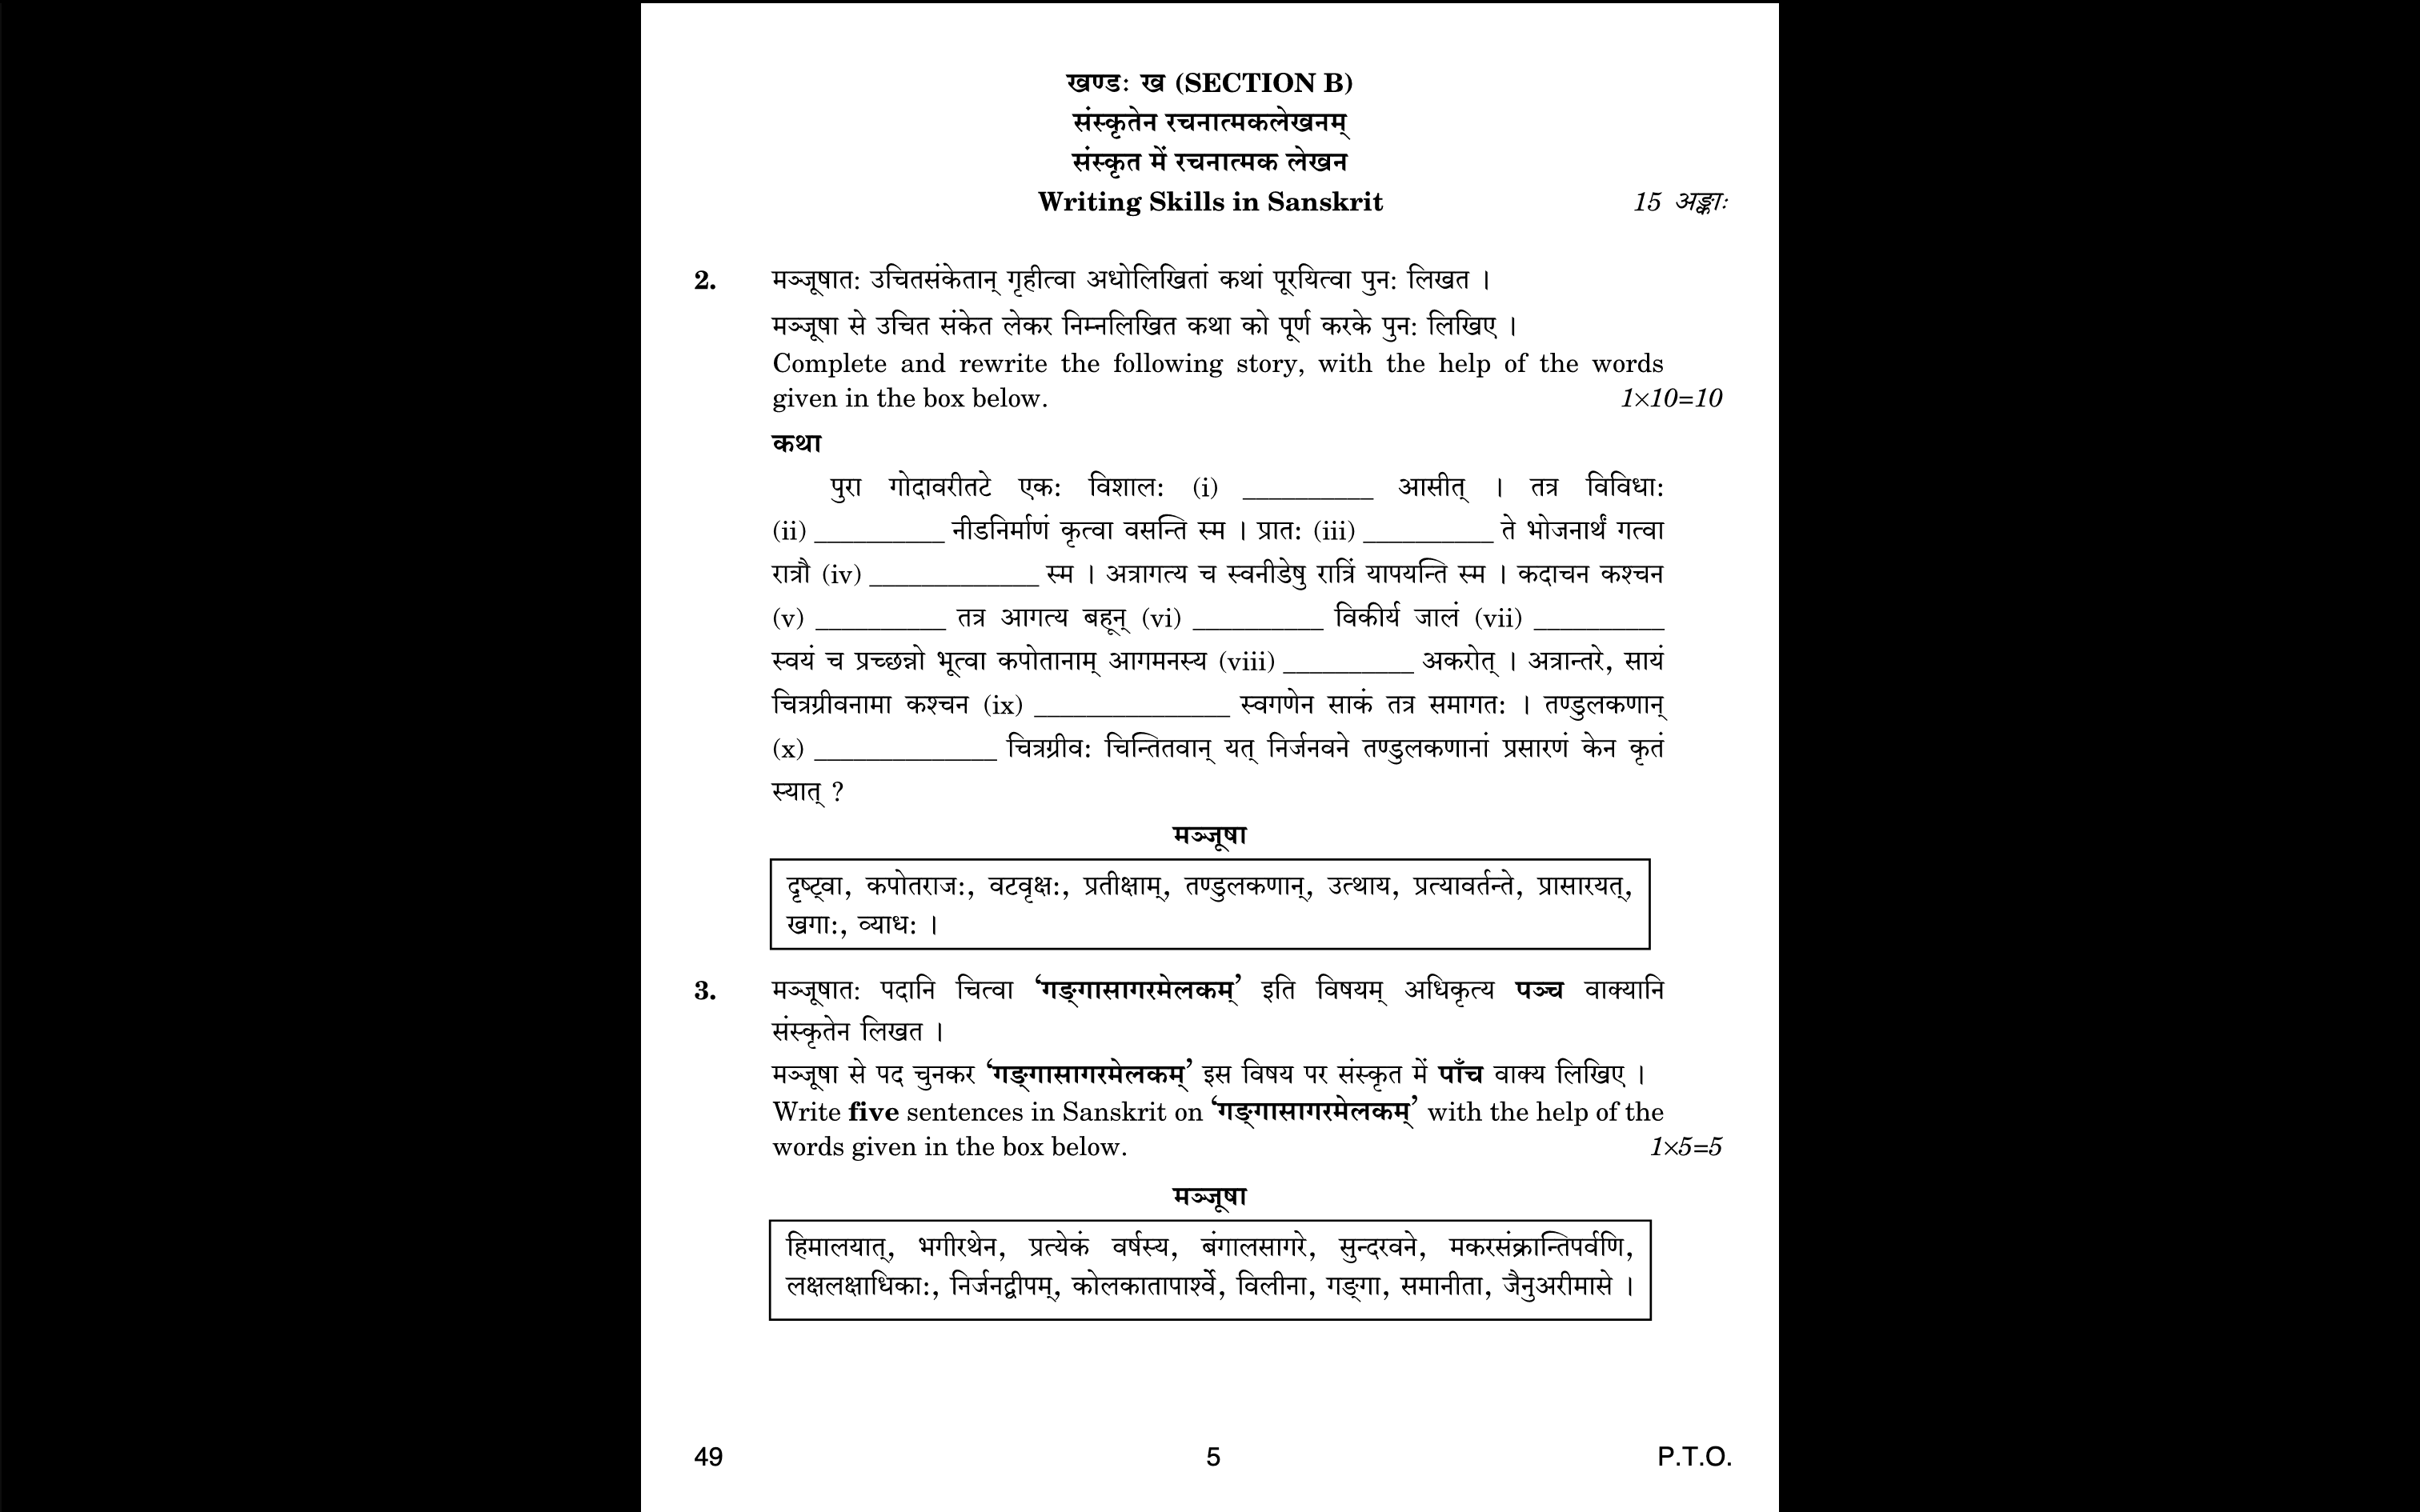 खण्डः ख (SECTION B)
संस्कृतेन रचनात्मकलेखनम्
संस्कृत में रचनात्मक लेखन
Writing Skills in Sanskrit 15 अङ्काः
2. मञ्जूषातः उचितसंकेतान् गृहीत्वा अधोलिखितां कथां पूरयित्वा पुनः लिखत ।
मञ्जूषा से उचित संकेत लेकर निम्नलिखित कथा को पूर्ण करके पुनः लिखिए ।
Complete and rewrite the following story, with the help of the words
given in the box below. 1×10=10
कथा
पुरा गोदावरीतटे एकः विशालः (i) __________ आसीत् । तत्र विविधाः
(ii) __________ नीडनिर्माणं कृत्वा वसन्ति स्म । प्रातः (iii) __________ ते भोजनार्थं गत्वा
रात्रौ (iv) _____________ स्म । अत्रागत्य च स्वनीडेषु रात्रिं यापयन्ति स्म । कदाचन कश्चन
(v) __________ तत्र आगत्य बहून् (vi) __________ विकीर्य जालं (vii) __________
स्वयं च प्रच्छन्नो भूत्वा कपोतानाम् आगमनस्य (viii) __________ अकरोत् । अत्रान्तरे, सायं
चित्रग्रीवनामा कश्चन (ix) _______________ स्वगणेन साकं तत्र समागतः । तण्डुलकणान्
(x) ______________ चित्रग्रीवः चिन्तितवान् यत् निर्जनवने तण्डुलकणानां प्रसारणं केन कृतं
स्यात् ?
मञ्जूषा
दृष्ट्वा, कपोतराजः, वटवृक्षः, प्रतीक्षाम्, तण्डुलकणान्, उत्थाय, प्रत्यावर्तन्ते, प्रासारयत्,
खगाः, व्याधः ।
3. मञ्जूषातः पदानि चित्वा ‘गङ्गासागरमेलकम्’ इति विषयम् अधिकृत्य पञ्च वाक्यानि
संस्कृतेन लिखत ।
मञ्जूषा से पद चुनकर ‘गङ्गासागरमेलकम्’ इस विषय पर संस्कृत में पाँच वाक्य लिखिए ।
Write five sentences in Sanskrit on ‘गङ्गासागरमेलकम्’ with the help of the
words given in the box below. 1×5=5
मञ्जूषा
हिमालयात्, भगीरथेन, प्रत्येकं वर्षस्य, बंगालसागरे, सुन्दरवने, मकरसंक्रान्तिपर्वणि,
लक्षलक्षाधिकाः, निर्जनद्वीपम्, कोलकातापार्श्वे, विलीना, गङ्गा, समानीता, जैनुअरीमासे ।
49 5 P.T.O.